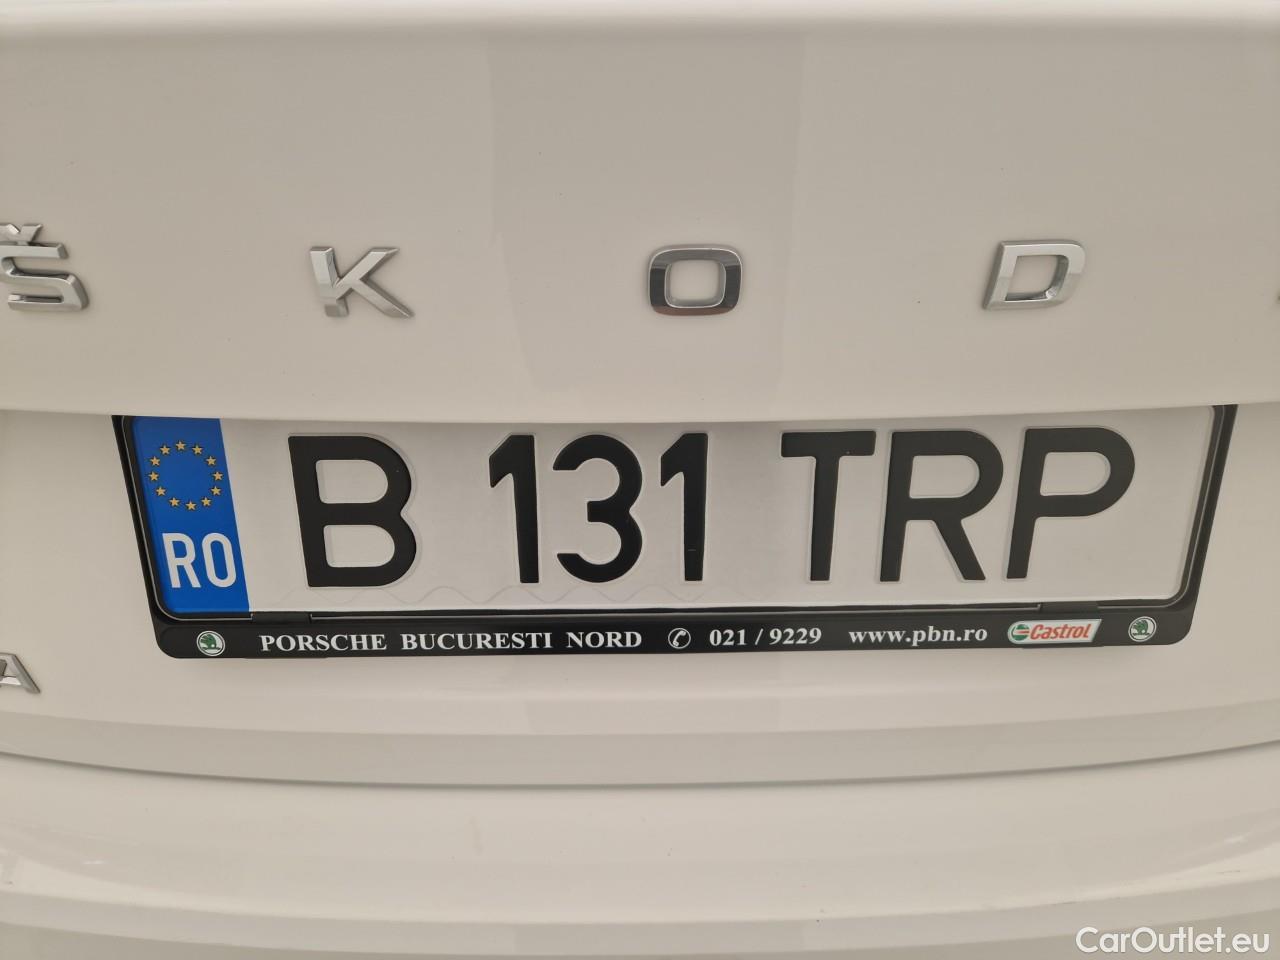 ŠKOD
RO B 131 TRP
PORSCHE BUCURESTI NORD ✆ 021 / 9229 www.pbn.ro Castrol
A
CarOutlet.eu